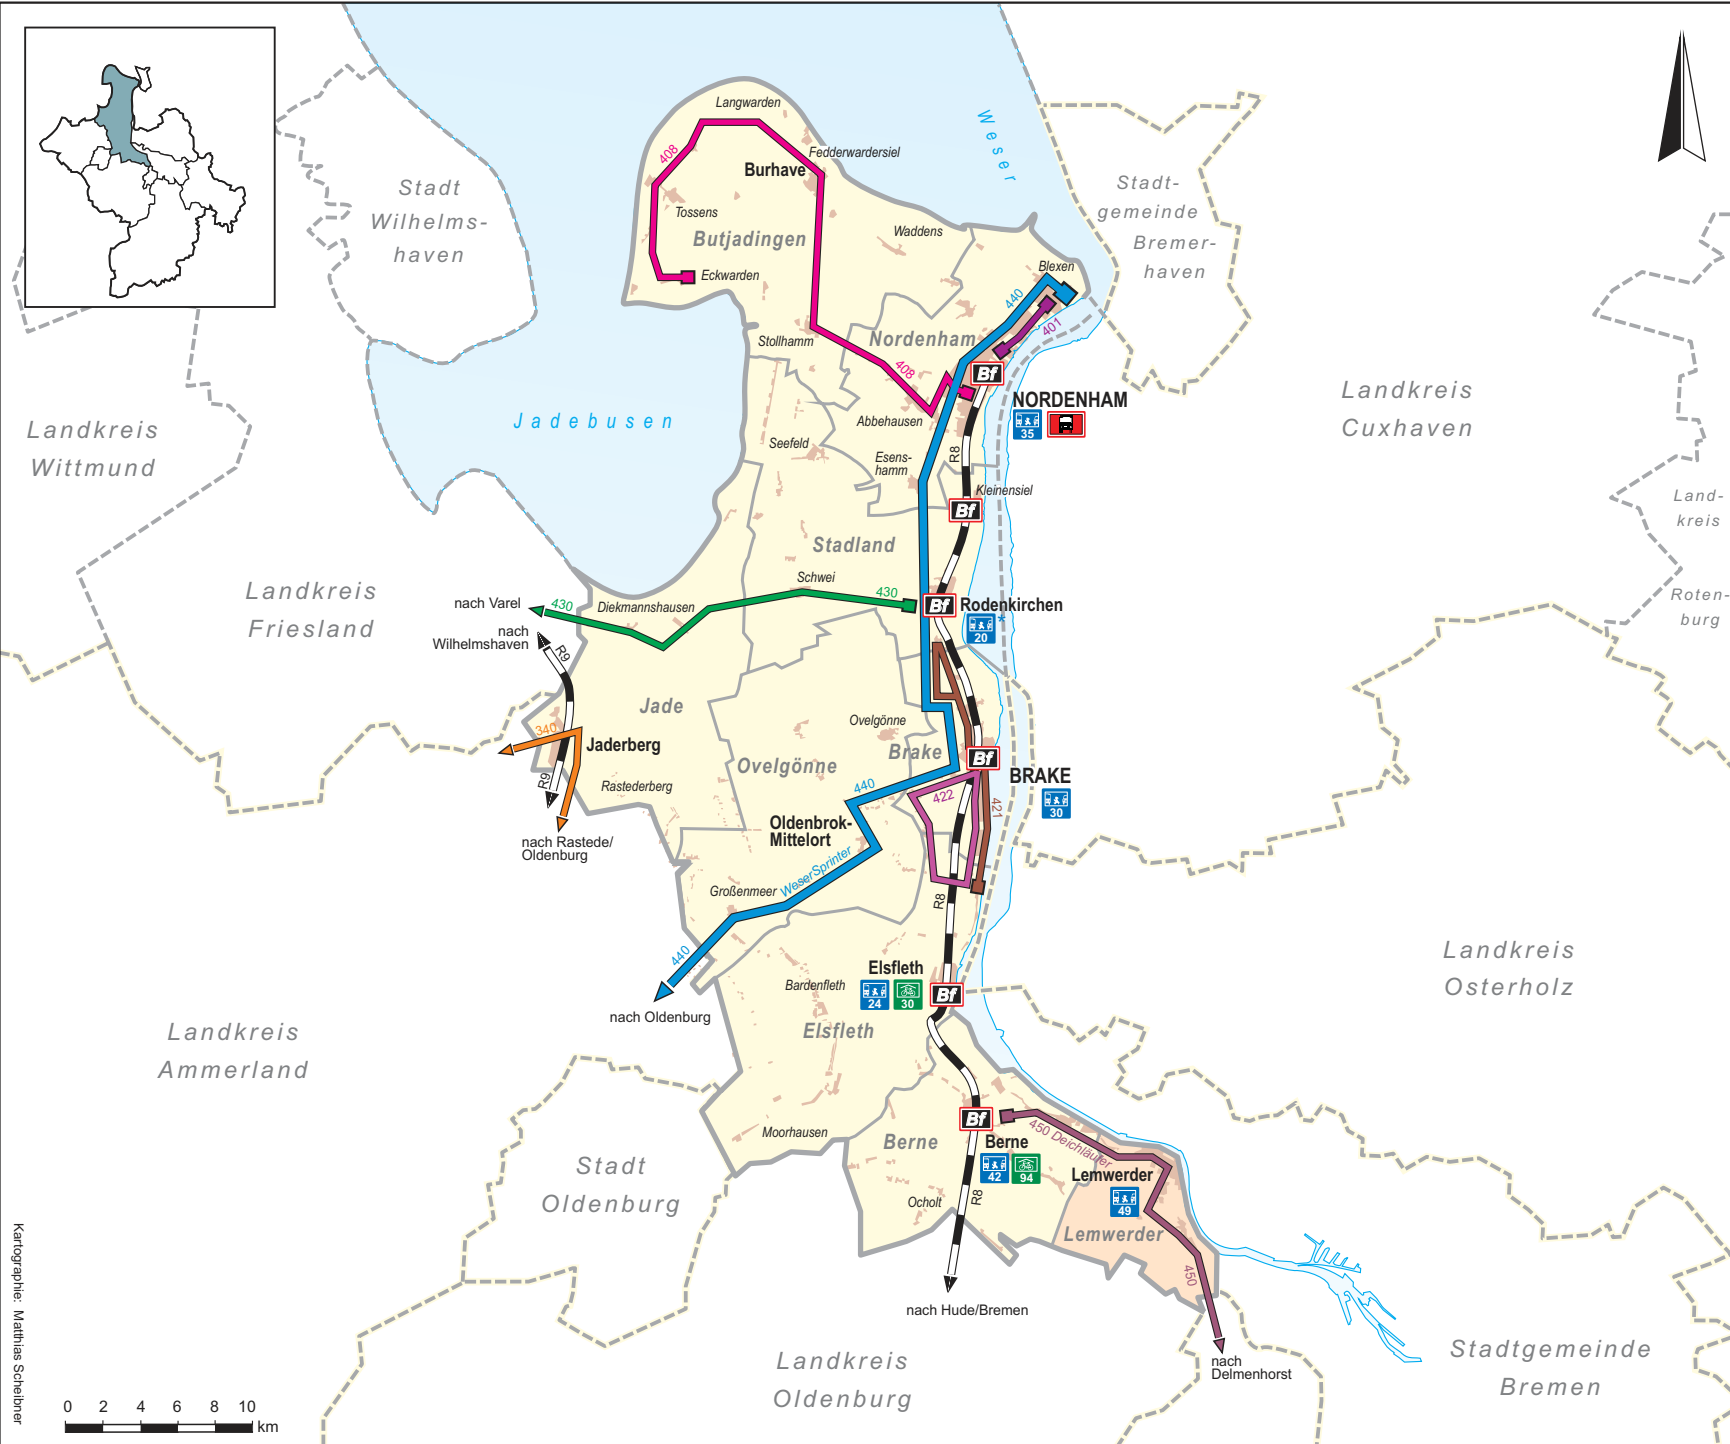 Langwarden
Fedderwardersiel
Burhave
408
Tossens
Butjadingen
Eckwarden
Waddens
Weser
Stadt-
gemeinde
Bremer-
haven
Stadt
Wilhelms-
haven
Blexen
440
401
Nordenham
Stollhamm
408
Bf
NORDENHAM
35
Abbehausen
Landkreis
Cuxhaven
Landkreis
Wittmund
Jadebusen
Seefeld
Esens-
hamm
R8
Kleinensiel
Bf
Land-
kreis
Roten-
burg
Stadland
Schwei
430
Bf
Rodenkirchen
20
*
Landkreis
Friesland
nach Varel
430
Diekmannshausen
nach
Wilhelmshaven
R9
Jade
340
Jaderberg
R9
Rastederberg
nach Rastede/
Oldenburg
Ovelgönne
Brake
Ovelgönne
Bf
BRAKE
30
440
422
421
Oldenbrok-
Mittelort
WeserSprinter
Großenmeer
R8
440
nach Oldenburg
Elsfleth
24
30
Bf
Bardenfleth
Elsfleth
Landkreis
Osterholz
Landkreis
Ammerland
Moorhausen
Bf
Berne
Berne
42
94
450 Deichläufer
Lemwerder
49
Lemwerder
450
Ocholt
R8
Stadt
Oldenburg
nach Hude/Bremen
nach
Delmenhorst
Landkreis
Oldenburg
Stadtgemeinde
Bremen
Kartographie: Matthias Scheibner
0 2 4 6 8 10
km